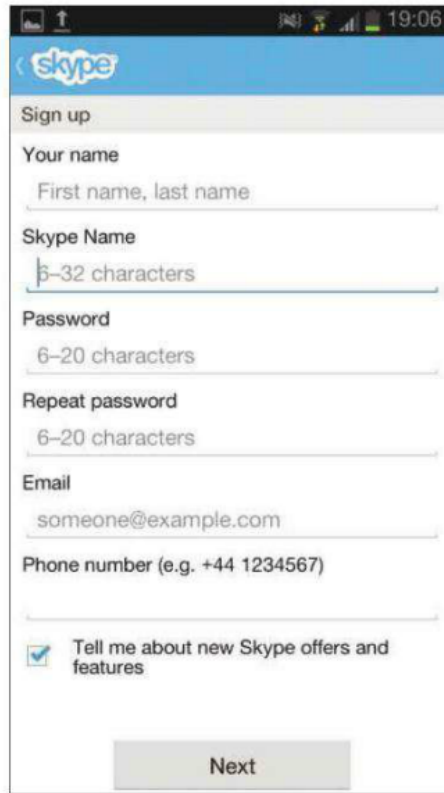 19:06
skype
Sign up
Your name
First name, last name
Skype Name
6–32 characters
Password
6–20 characters
Repeat password
6–20 characters
Email
someone@example.com
Phone number (e.g. +44 1234567)
Tell me about new Skype offers and
features
Next